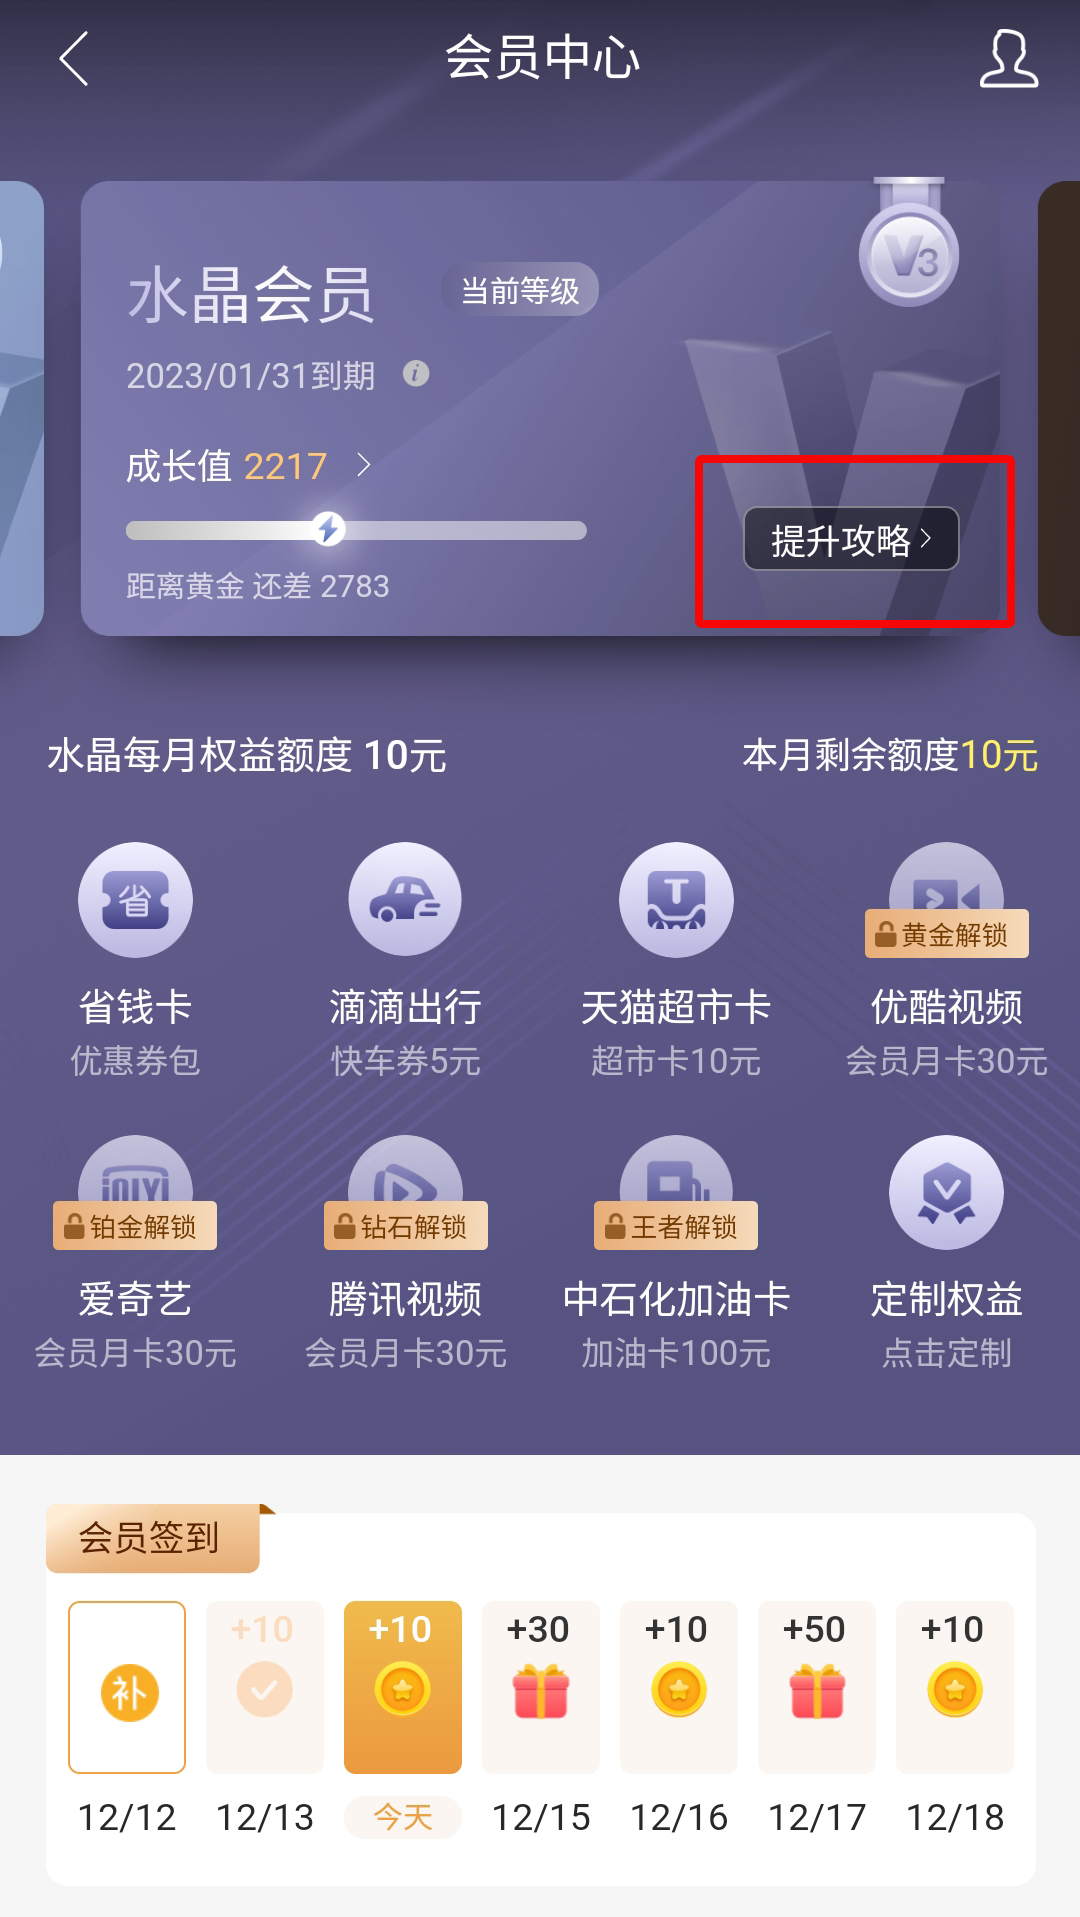 会员中心
水晶会员
当前等级
V3
2023/01/31到期
成长值 2217
提升攻略
距离黄金 还差 2783
水晶每月权益额度 10元
本月剩余额度10元
省
T
黄金解锁
省钱卡
滴滴出行
天猫超市卡
优酷视频
优惠券包
快车券5元
超市卡10元
会员月卡30元
铂金解锁
钻石解锁
王者解锁
爱奇艺
腾讯视频
中石化加油卡
定制权益
会员月卡30元
会员月卡30元
加油卡100元
点击定制
会员签到
+10
+10
+30
+10
+50
+10
补
12/12
12/13
今天
12/15
12/16
12/17
12/18